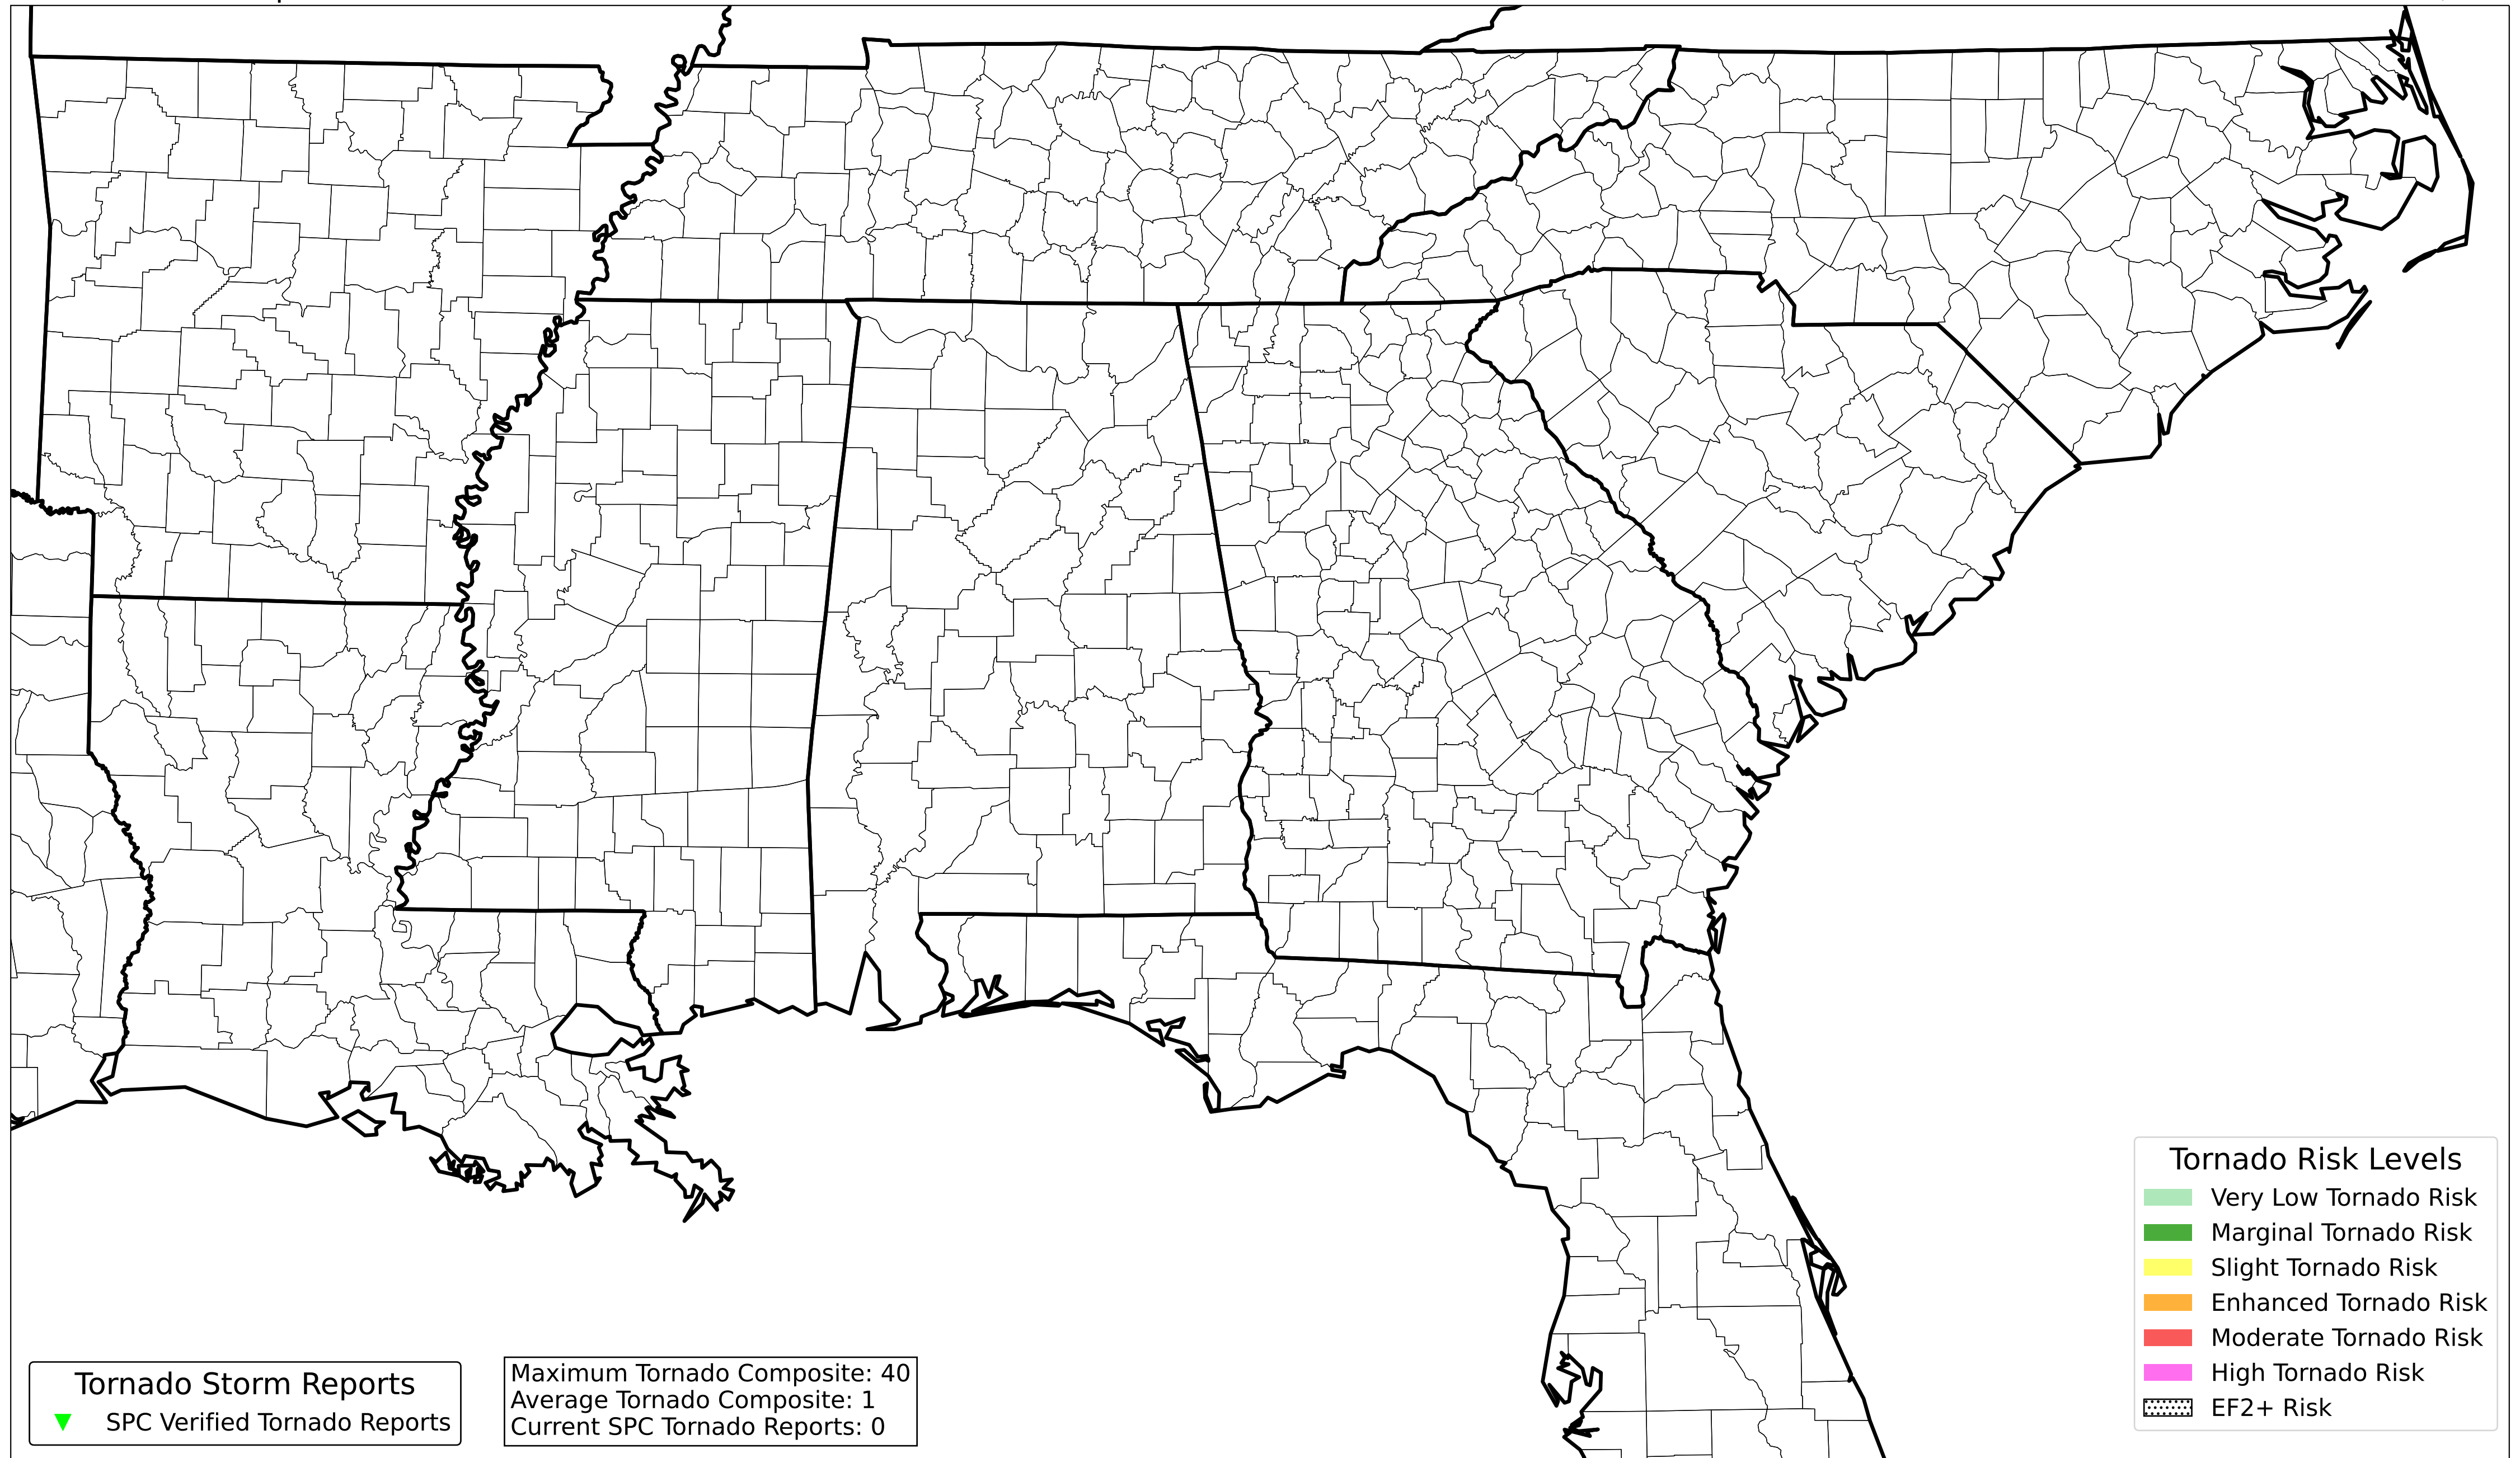 Tornado Risk Levels
Very Low Tornado Risk
Marginal Tornado Risk
Slight Tornado Risk
Enhanced Tornado Risk
Moderate Tornado Risk
High Tornado Risk
EF2+ Risk
Tornado Storm Reports
SPC Verified Tornado Reports
Maximum Tornado Composite: 40
Average Tornado Composite: 1
Current SPC Tornado Reports: 0